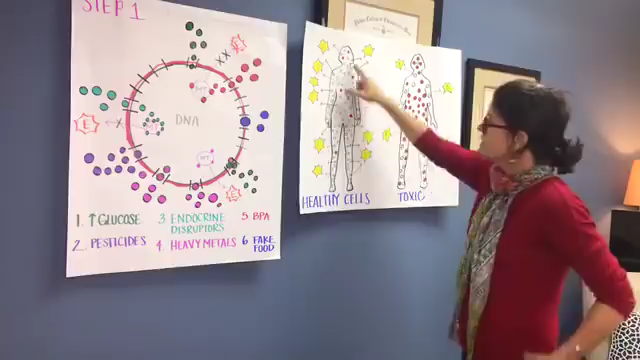 STEP 1
E
XX
E
X
DNA
E
1. ↑ GLUCOSE
2. PESTICIDES
3 ENDOCRINE
DISRUPTORS
4. HEAVY METALS
5 BPA
6 FAKE
FOOD
HEALTHY CELLS
TOXIC